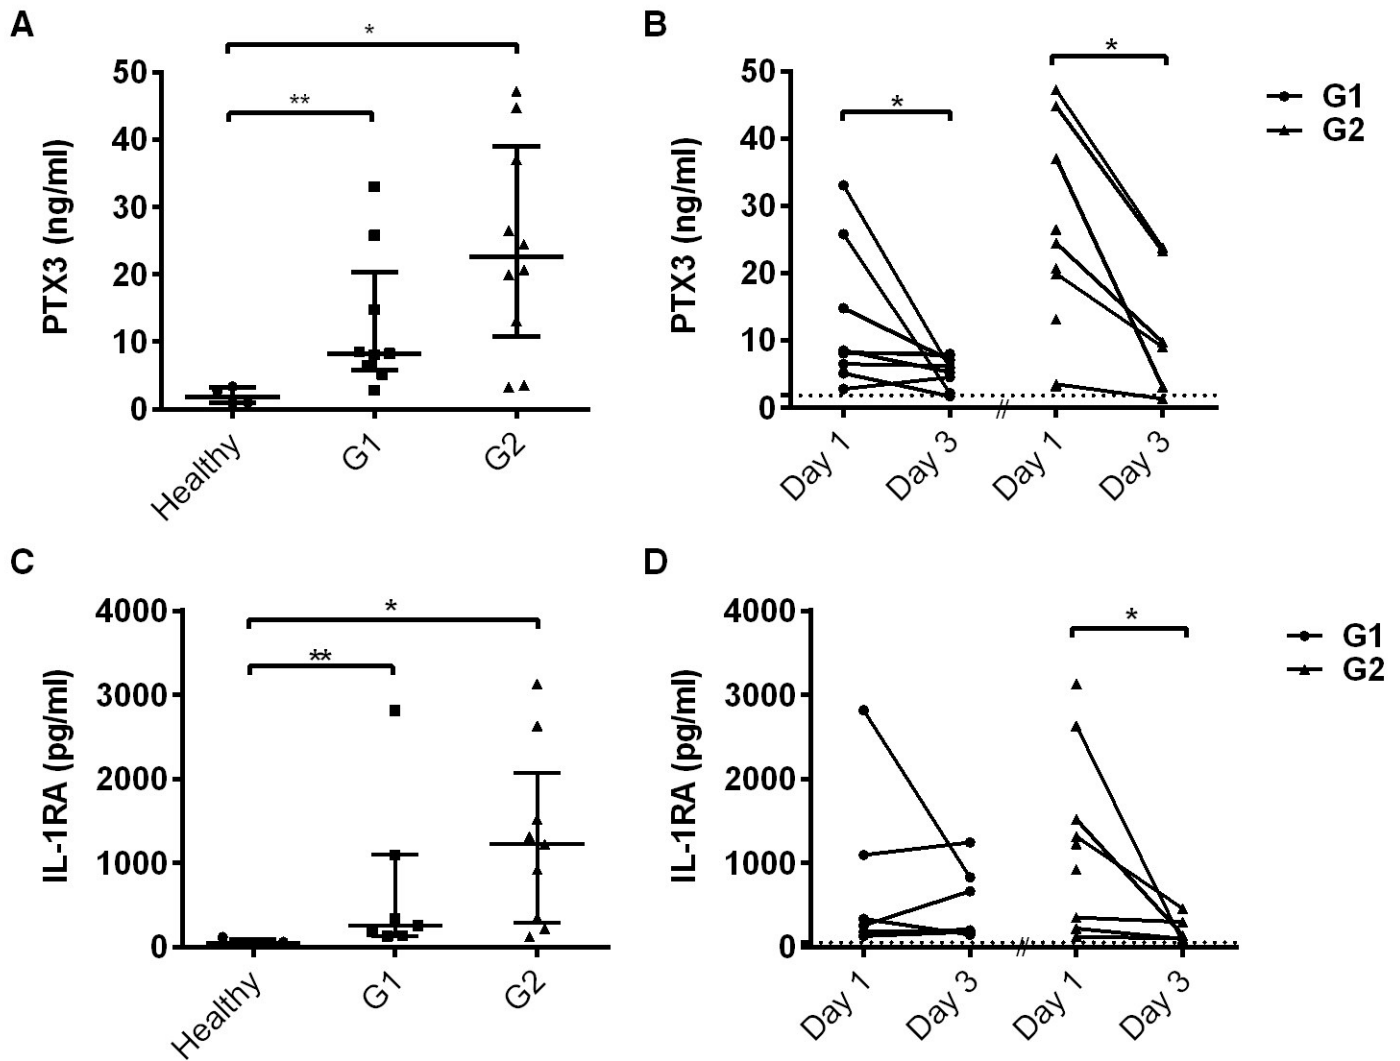 A
*
**
PTX3 (ng/ml)
50
40
30
20
10
0
Healthy
G1
G2
B
*
*
PTX3 (ng/ml)
50
40
30
20
10
0
//
Day 1
Day 3
Day 1
Day 3
G1
G2
C
*
**
IL-1RA (pg/ml)
4000
3000
2000
1000
0
Healthy
G1
G2
D
*
IL-1RA (pg/ml)
4000
3000
2000
1000
0
//
Day 1
Day 3
Day 1
Day 3
G1
G2